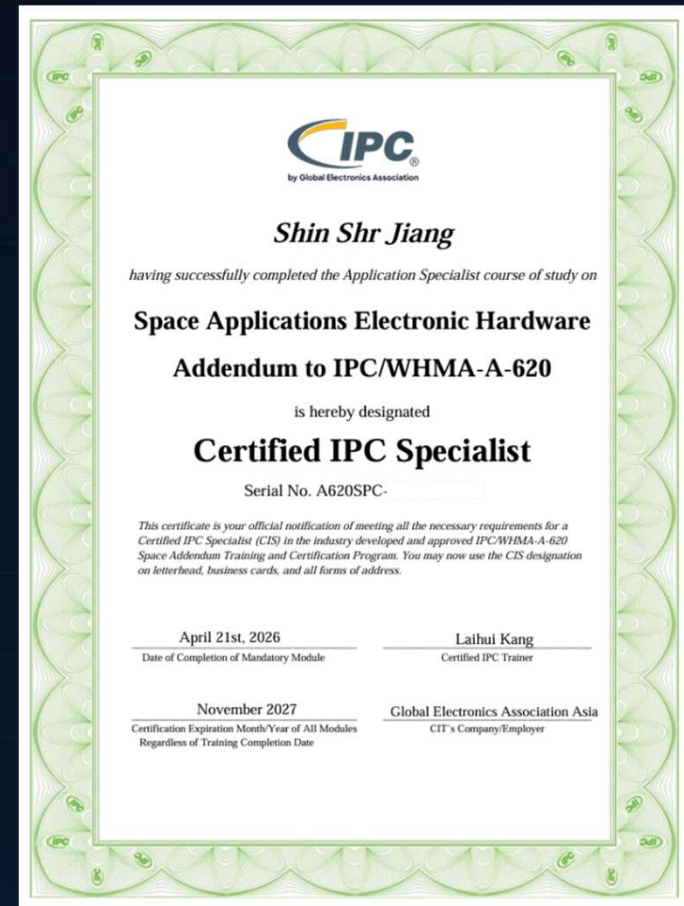 IPC®
by Global Electronics Association
Shin Shr Jiang
having successfully completed the Application Specialist course of study on
Space Applications Electronic Hardware
Addendum to IPC/WHMA-A-620
is hereby designated
Certified IPC Specialist
Serial No. A620SPC-
This certificate is your official notification of meeting all the necessary requirements for a
Certified IPC Specialist (CIS) in the industry developed and approved IPC/WHMA-A-620
Space Addendum Training and Certification Program. You may now use the CIS designation
on letterhead, business cards, and all forms of address.
April 21st, 2026
Date of Completion of Mandatory Module
Laihui Kang
Certified IPC Trainer
November 2027
Certification Expiration Month/Year of All Modules
Regardless of Training Completion Date
Global Electronics Association Asia
CIT's Company/Employer